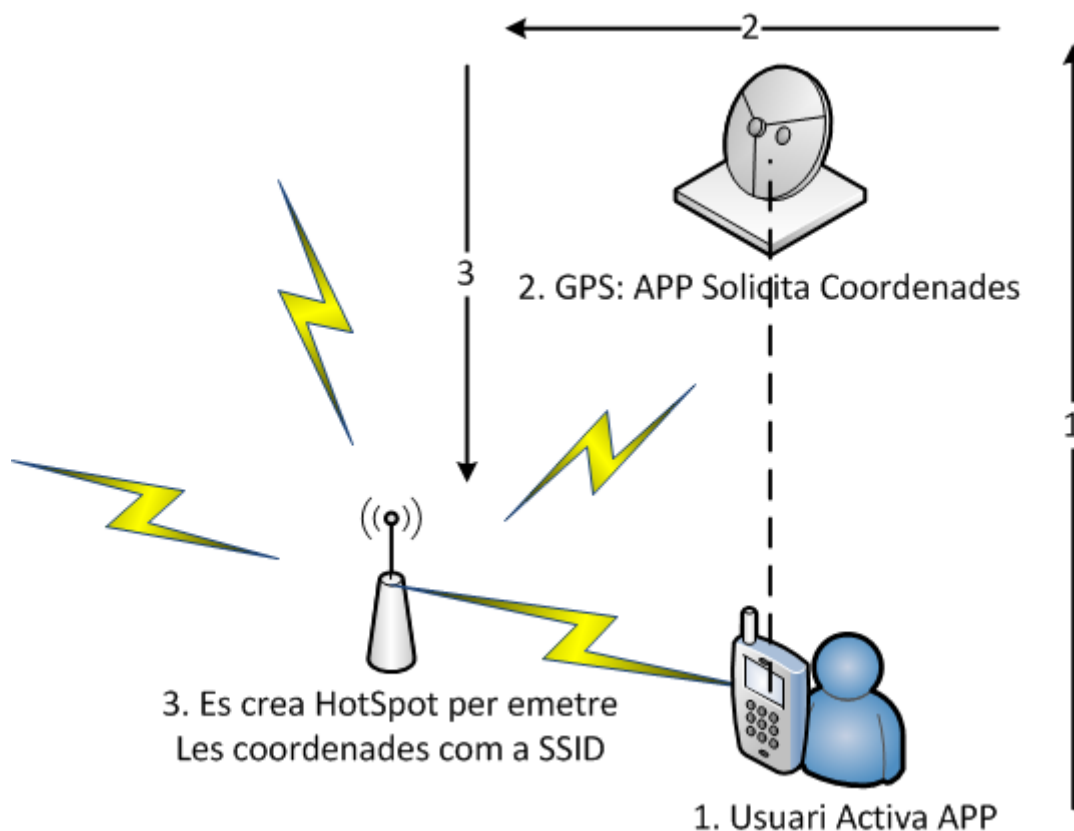 2
3
2. GPS: APP Solicita Coordenades
1
3. Es crea HotSpot per emetre
Les coordenades com a SSID
1. Usuari Activa APP